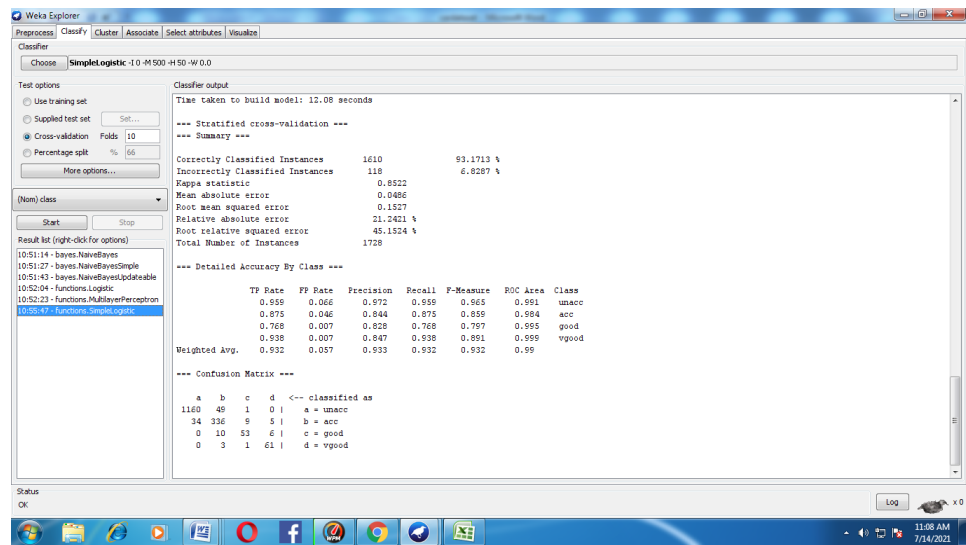 Weka Explorer
Preprocess Classify Cluster Associate Select attributes Visualize
Classifier
Choose SimpleLogistic -I 0 -M 500 -H 50 -W 0.0
Test options
Use training set
Supplied test set Set...
Cross-validation Folds 10
Percentage split % 66
More options...
(Nom) class
Start Stop
Result list (right-click for options)
10:51:14 - bayes.NaiveBayes
10:51:27 - bayes.NaiveBayesSimple
10:51:43 - bayes.NaiveBayesUpdateable
10:52:04 - functions.Logistic
10:52:23 - functions.MultilayerPerceptron
10:55:47 - functions.SimpleLogistic
Classifier output
Time taken to build model: 12.08 seconds
=== Stratified cross-validation ===
=== Summary ===
Correctly Classified Instances 1610 93.1713 %
Incorrectly Classified Instances 118 6.8287 %
Kappa statistic 0.8522
Mean absolute error 0.0486
Root mean squared error 0.1527
Relative absolute error 21.2421 %
Root relative squared error 45.1524 %
Total Number of Instances 1728
=== Detailed Accuracy By Class ===
TP Rate FP Rate Precision Recall F-Measure ROC Area Class
0.959 0.066 0.972 0.959 0.965 0.991 unacc
0.875 0.046 0.844 0.875 0.859 0.984 acc
0.768 0.007 0.828 0.768 0.797 0.995 good
0.938 0.007 0.847 0.938 0.891 0.999 vgood
Weighted Avg. 0.932 0.057 0.933 0.932 0.932 0.99
=== Confusion Matrix ===
a b c d <-- classified as
1160 49 1 0 | a = unacc
34 336 9 5 | b = acc
0 10 53 6 | c = good
0 3 1 61 | d = vgood
Status
OK
Log x 0
11:08 AM
7/14/2021